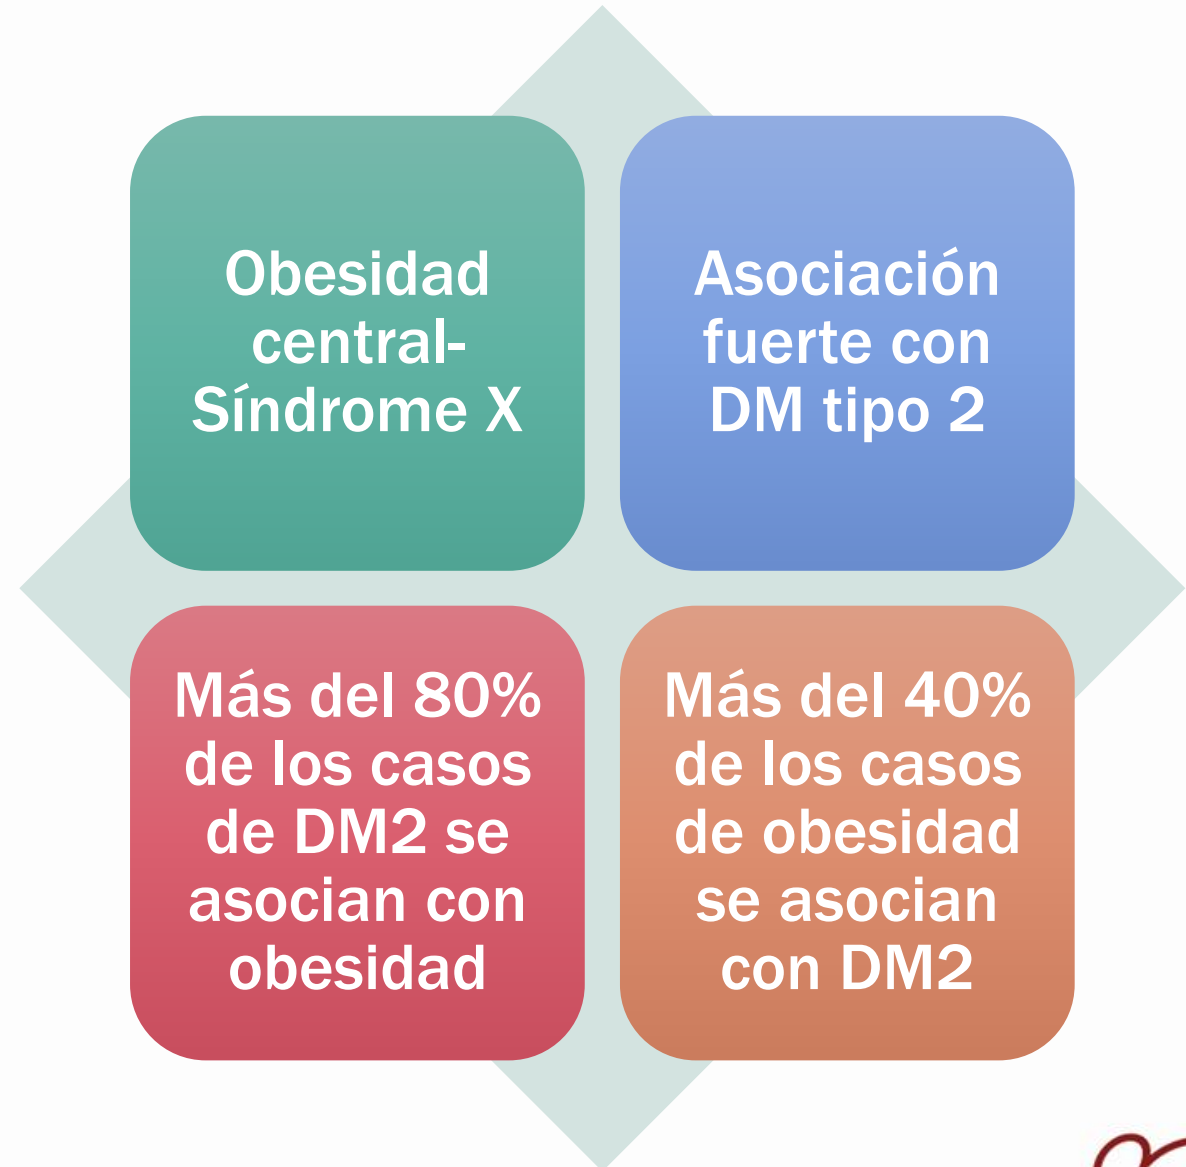 Obesidad
central-
Síndrome X
Asociación
fuerte con
DM tipo 2
Más del 80%
de los casos
de DM2 se
asocian con
obesidad
Más del 40%
de los casos
de obesidad
se asocian
con DM2